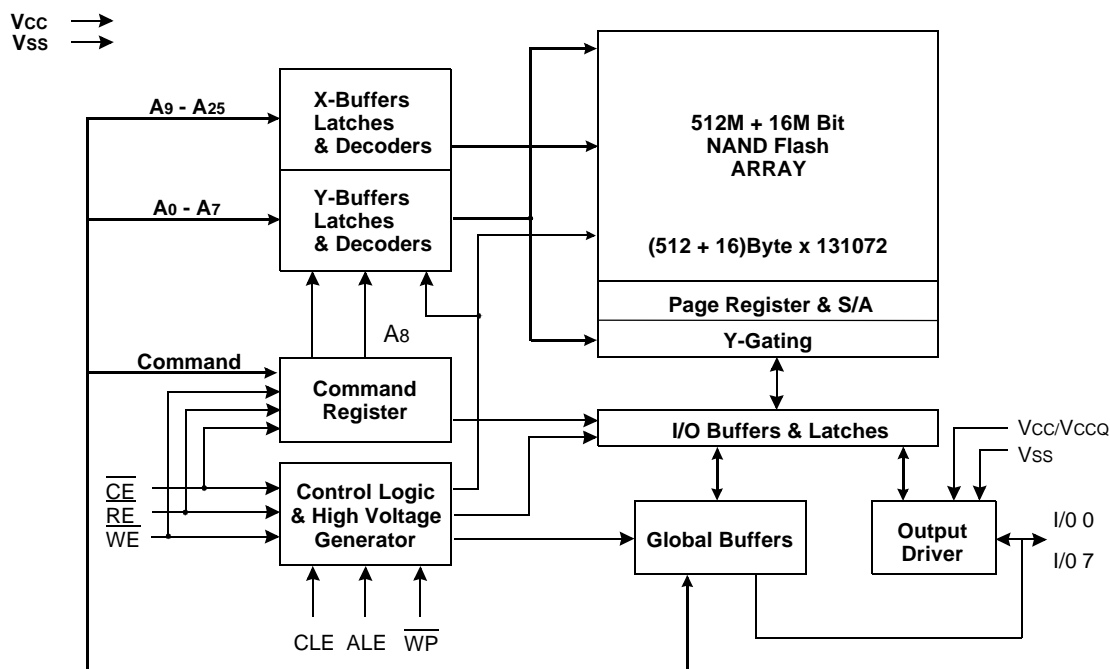 VCC
VSS
A9 - A25
X-Buffers
Latches
& Decoders
512M + 16M Bit
NAND Flash
ARRAY
A0 - A7
Y-Buffers
Latches
& Decoders
(512 + 16)Byte x 131072
Page Register & S/A
A8
Y-Gating
Command
Command
Register
I/O Buffers & Latches
VCC/VCCQ
VSS
CE
RE
WE
Control Logic
& High Voltage
Generator
Global Buffers
Output
Driver
I/0 0
I/0 7
CLE
ALE
WP